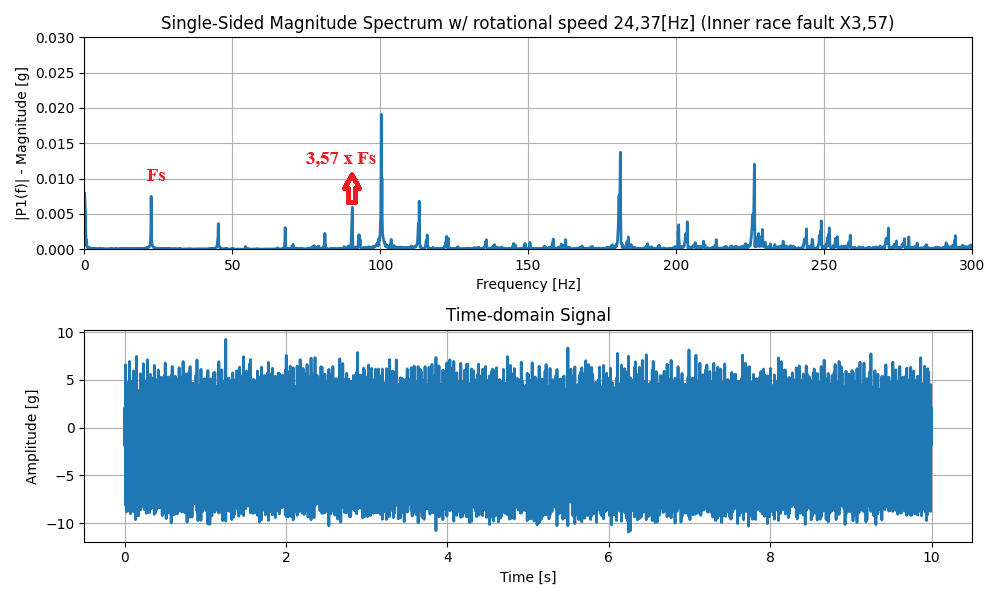 Single-Sided Magnitude Spectrum w/ rotational speed 24,37[Hz] (Inner race fault X3,57)
|P1(f)| - Magnitude [g]
0.030
0.025
0.020
0.015
0.010
0.005
0.000
Fs
3,57 x Fs
0 50 100 150 200 250 300
Frequency [Hz]
Time-domain Signal
Amplitude [g]
10
5
0
−5
−10
0 2 4 6 8 10
Time [s]